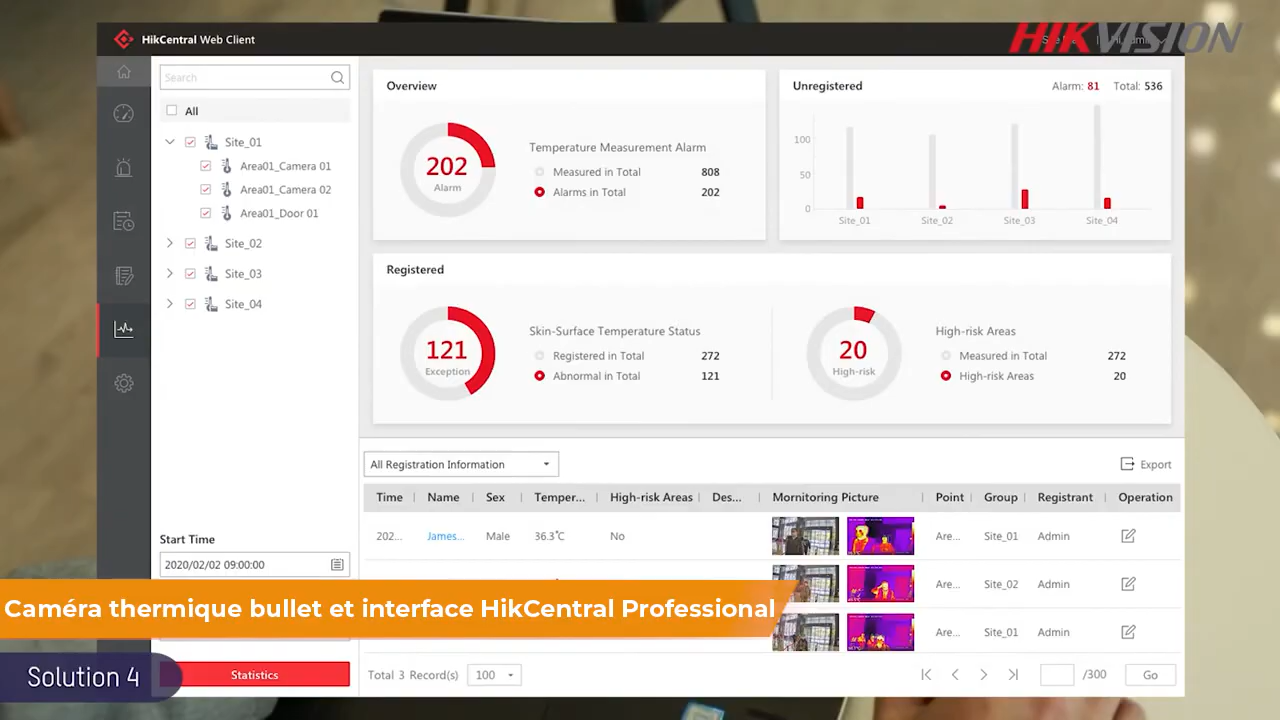 HikCentral Web Client
HIKVISION
Search
All
Site_01
Area01_Camera 01
Area01_Camera 02
Area01_Door 01
Site_02
Site_03
Site_04
Start Time
2020/02/02 09:00:00
Statistics
Overview
202
Alarm
Temperature Measurement Alarm
Measured in Total 808
Alarms in Total 202
Unregistered Alarm: 81 Total: 536
100
50
0
Site_01 Site_02 Site_03 Site_04
Registered
121
Exception
Skin-Surface Temperature Status
Registered in Total 272
Abnormal in Total 121
20
High-risk
High-risk Areas
Measured in Total 272
High-risk Areas 20
All Registration Information Export
Time Name Sex Temper... High-risk Areas Des... Mornitoring Picture Point Group Registrant Operation
202... James... Male 36.3℃ No Are... Site_01 Admin
Are... Site_02 Admin
Are... Site_01 Admin
Total 3 Record(s) 100 /300 Go
Caméra thermique bullet et interface HikCentral Professional
Solution 4